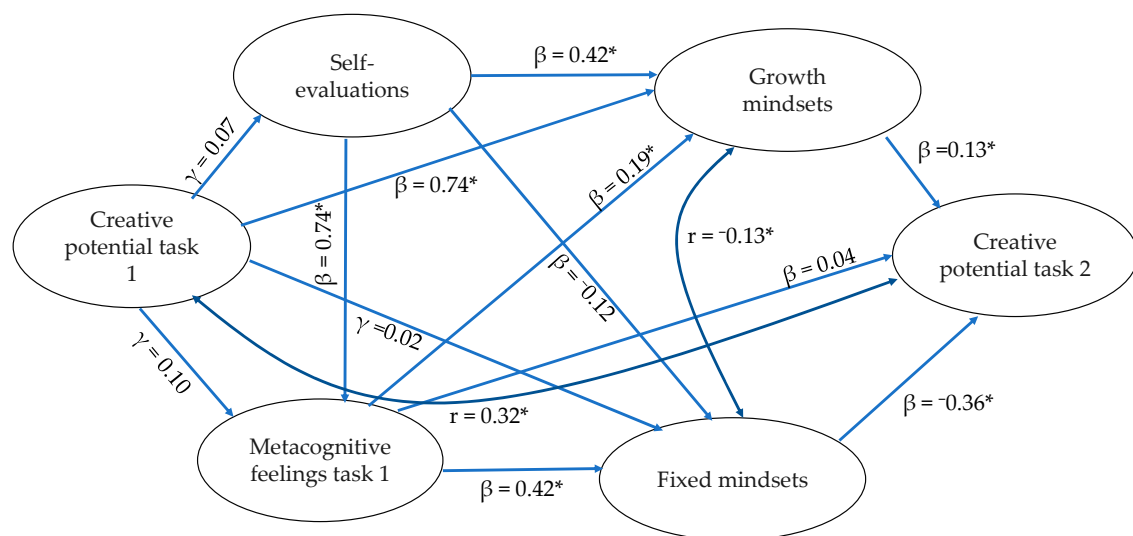 Self-
evaluations
β = 0.42*
Growth
mindsets
γ = 0.07
β = 0.74*
β = 0.19*
β =0.13*
Creative
potential task
1
β = 0.74*
r = ⁻0.13*
β = 0.04
Creative
potential task 2
β = ⁻0.12
γ =0.02
γ = 0.10
r = 0.32*
β = ⁻0.36*
Metacognitive
feelings task 1
β = 0.42*
Fixed mindsets